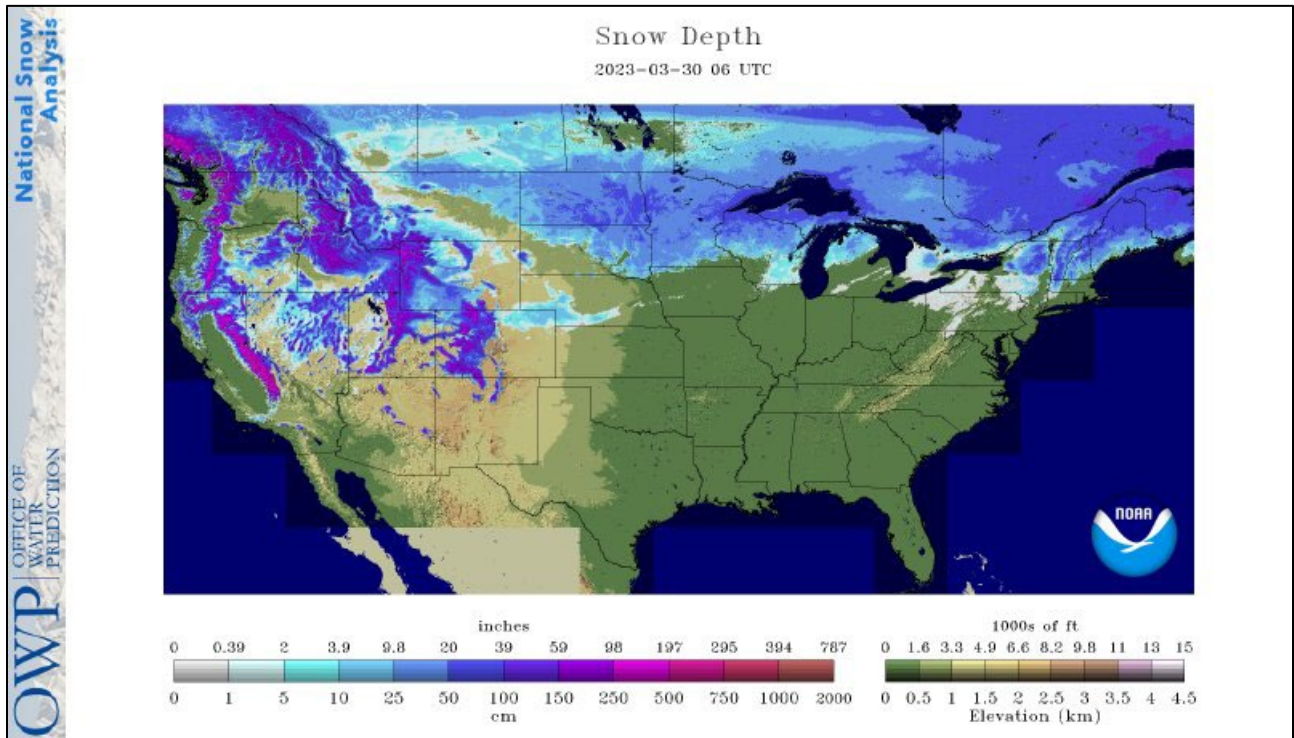 National Snow
Analysis
OWP
OFFICE OF
WATER
PREDICTION
Snow Depth
2023-03-30 06 UTC
NOAA
inches
0 0.39 2 3.9 9.8 20 39 59 98 197 295 394 787
0 1 5 10 25 50 100 150 250 500 750 1000 2000
cm
1000s of ft
0 1.6 3.3 4.9 6.6 8.2 9.8 11 13 15
0 0.5 1 1.5 2 2.5 3 3.5 4 4.5
Elevation (km)